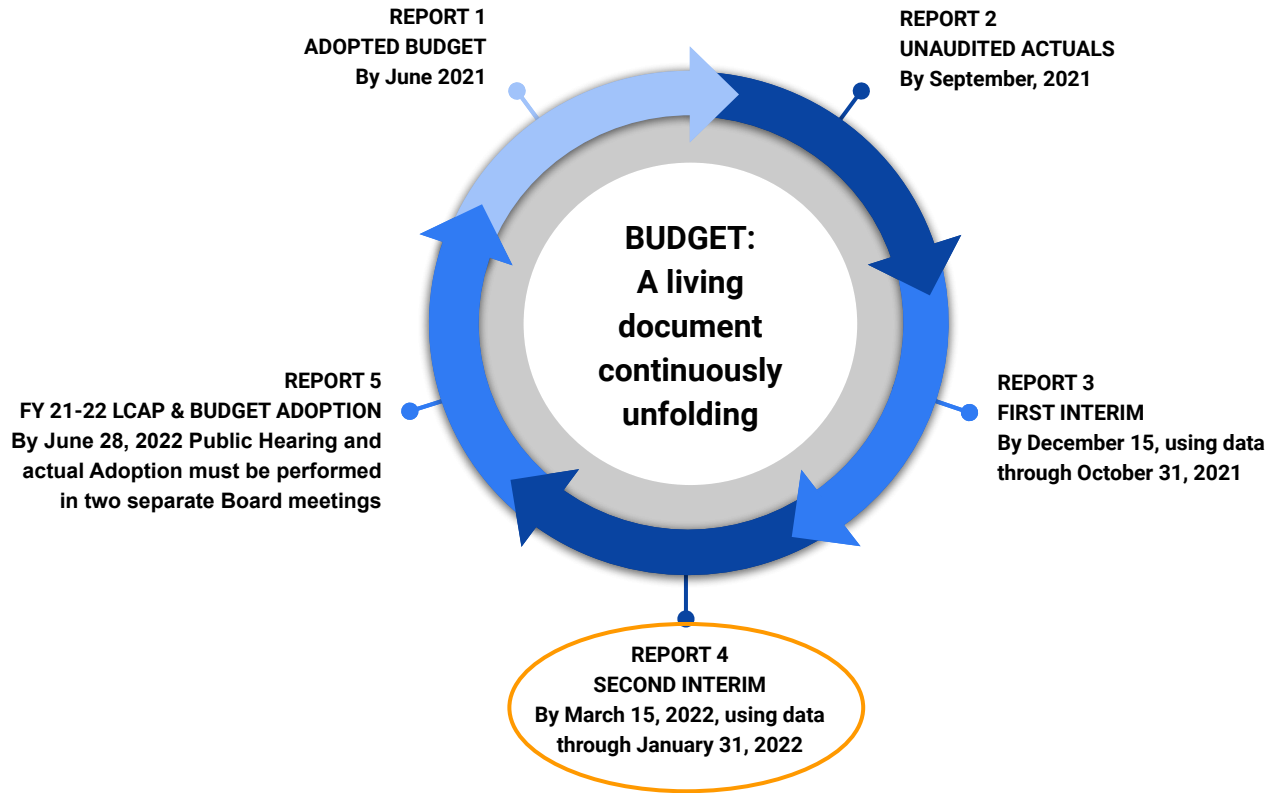 REPORT 1
ADOPTED BUDGET
By June 2021
REPORT 2
UNAUDITED ACTUALS
By September, 2021
BUDGET:
A living
document
continuously
unfolding
REPORT 5
FY 21-22 LCAP & BUDGET ADOPTION
By June 28, 2022 Public Hearing and
actual Adoption must be performed
in two separate Board meetings
REPORT 3
FIRST INTERIM
By December 15, using data
through October 31, 2021
REPORT 4
SECOND INTERIM
By March 15, 2022, using data
through January 31, 2022